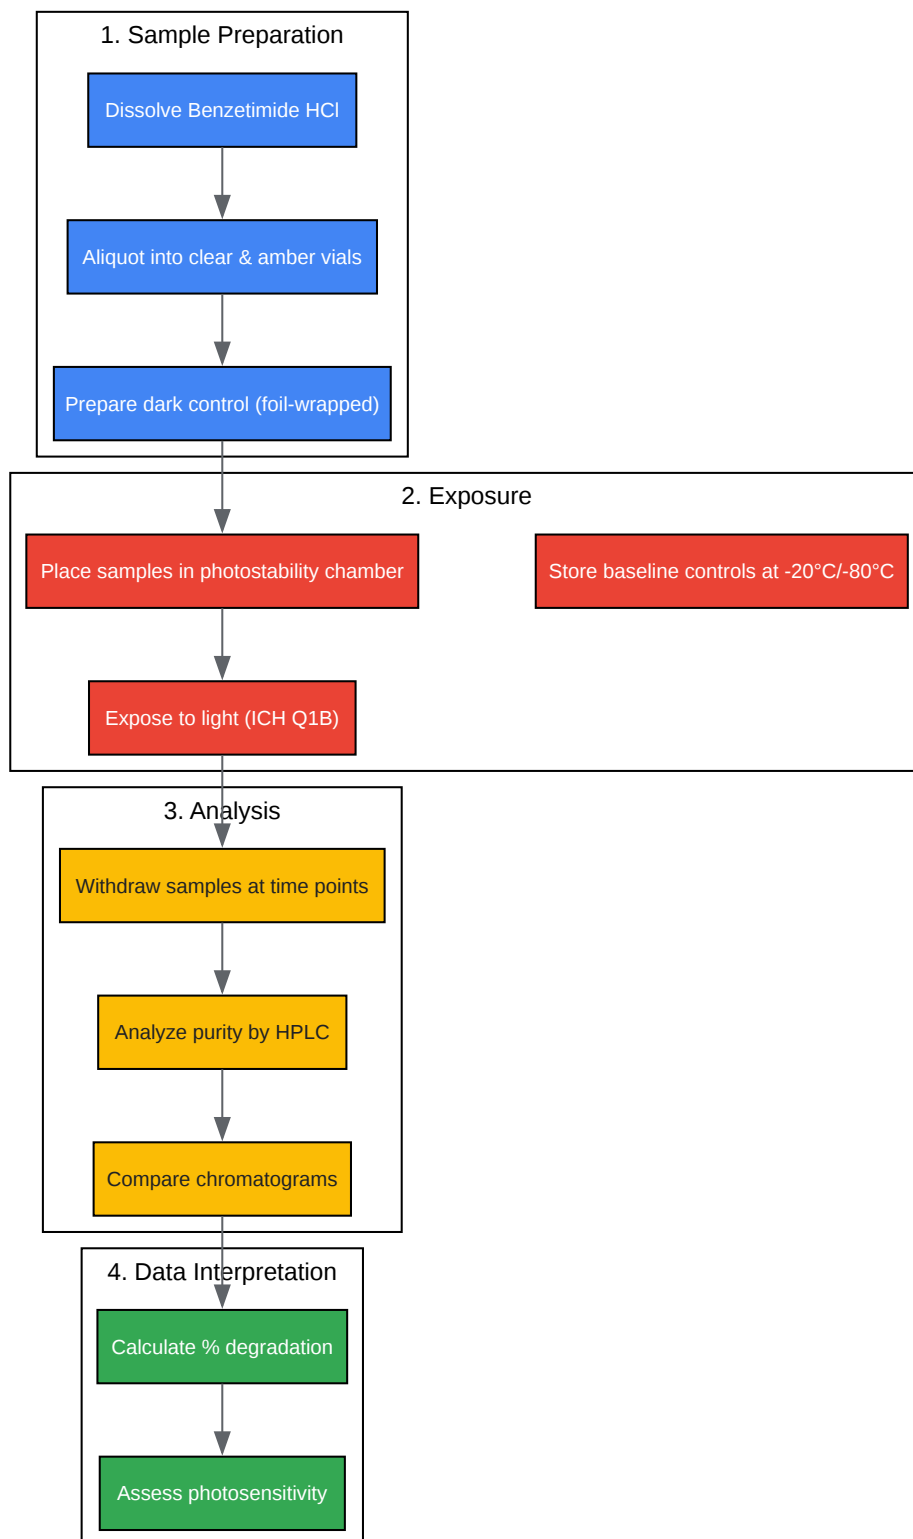 1. Sample Preparation
Dissolve Benzetimide HCl
Aliquot into clear & amber vials
Prepare dark control (foil-wrapped)
2. Exposure
Place samples in photostability chamber
Store baseline controls at -20°C/-80°C
Expose to light (ICH Q1B)
3. Analysis
Withdraw samples at time points
Analyze purity by HPLC
Compare chromatograms
4. Data Interpretation
Calculate % degradation
Assess photosensitivity